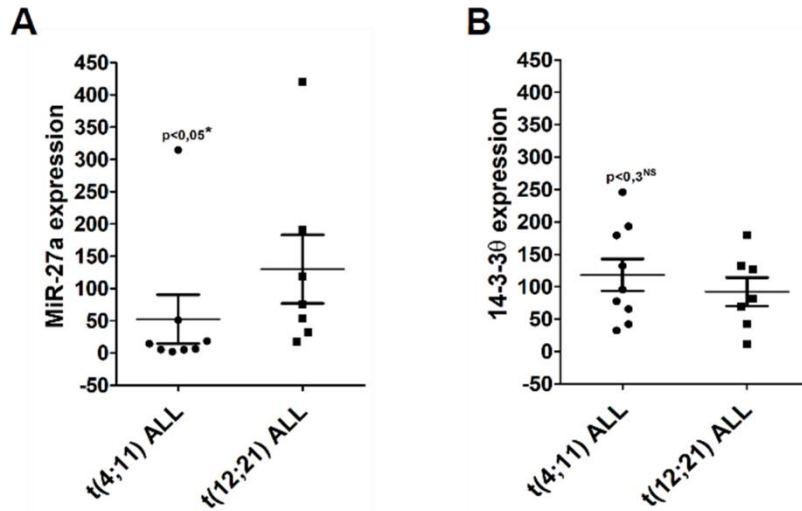 A
MiR-27a expression
450
400
350
300
250
200
150
100
50
0
-50
p<0,05*
t(4;11) ALL
t(12;21) ALL
B
14-3-3θ expression
450
400
350
300
250
200
150
100
50
0
-50
p<0,3NS
t(4;11) ALL
t(12;21) ALL